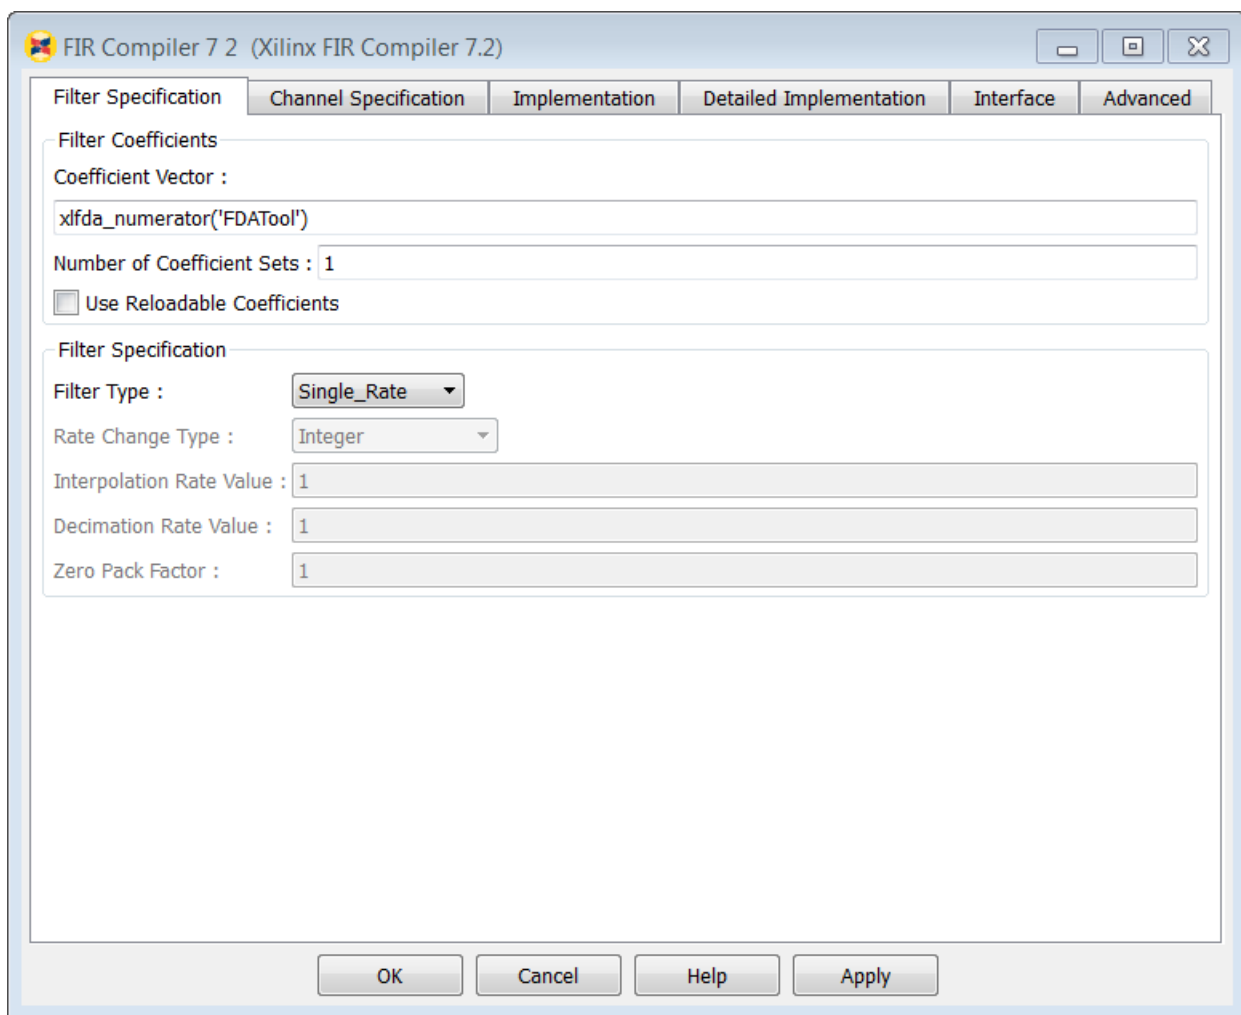 FIR Compiler 7 2 (Xilinx FIR Compiler 7.2)
Filter Specification Channel Specification Implementation Detailed Implementation Interface Advanced
Filter Coefficients
Coefficient Vector :
xlfda_numerator('FDATool')
Number of Coefficient Sets : 1
Use Reloadable Coefficients
Filter Specification
Filter Type : Single_Rate
Rate Change Type : Integer
Interpolation Rate Value : 1
Decimation Rate Value : 1
Zero Pack Factor : 1
OK Cancel Help Apply